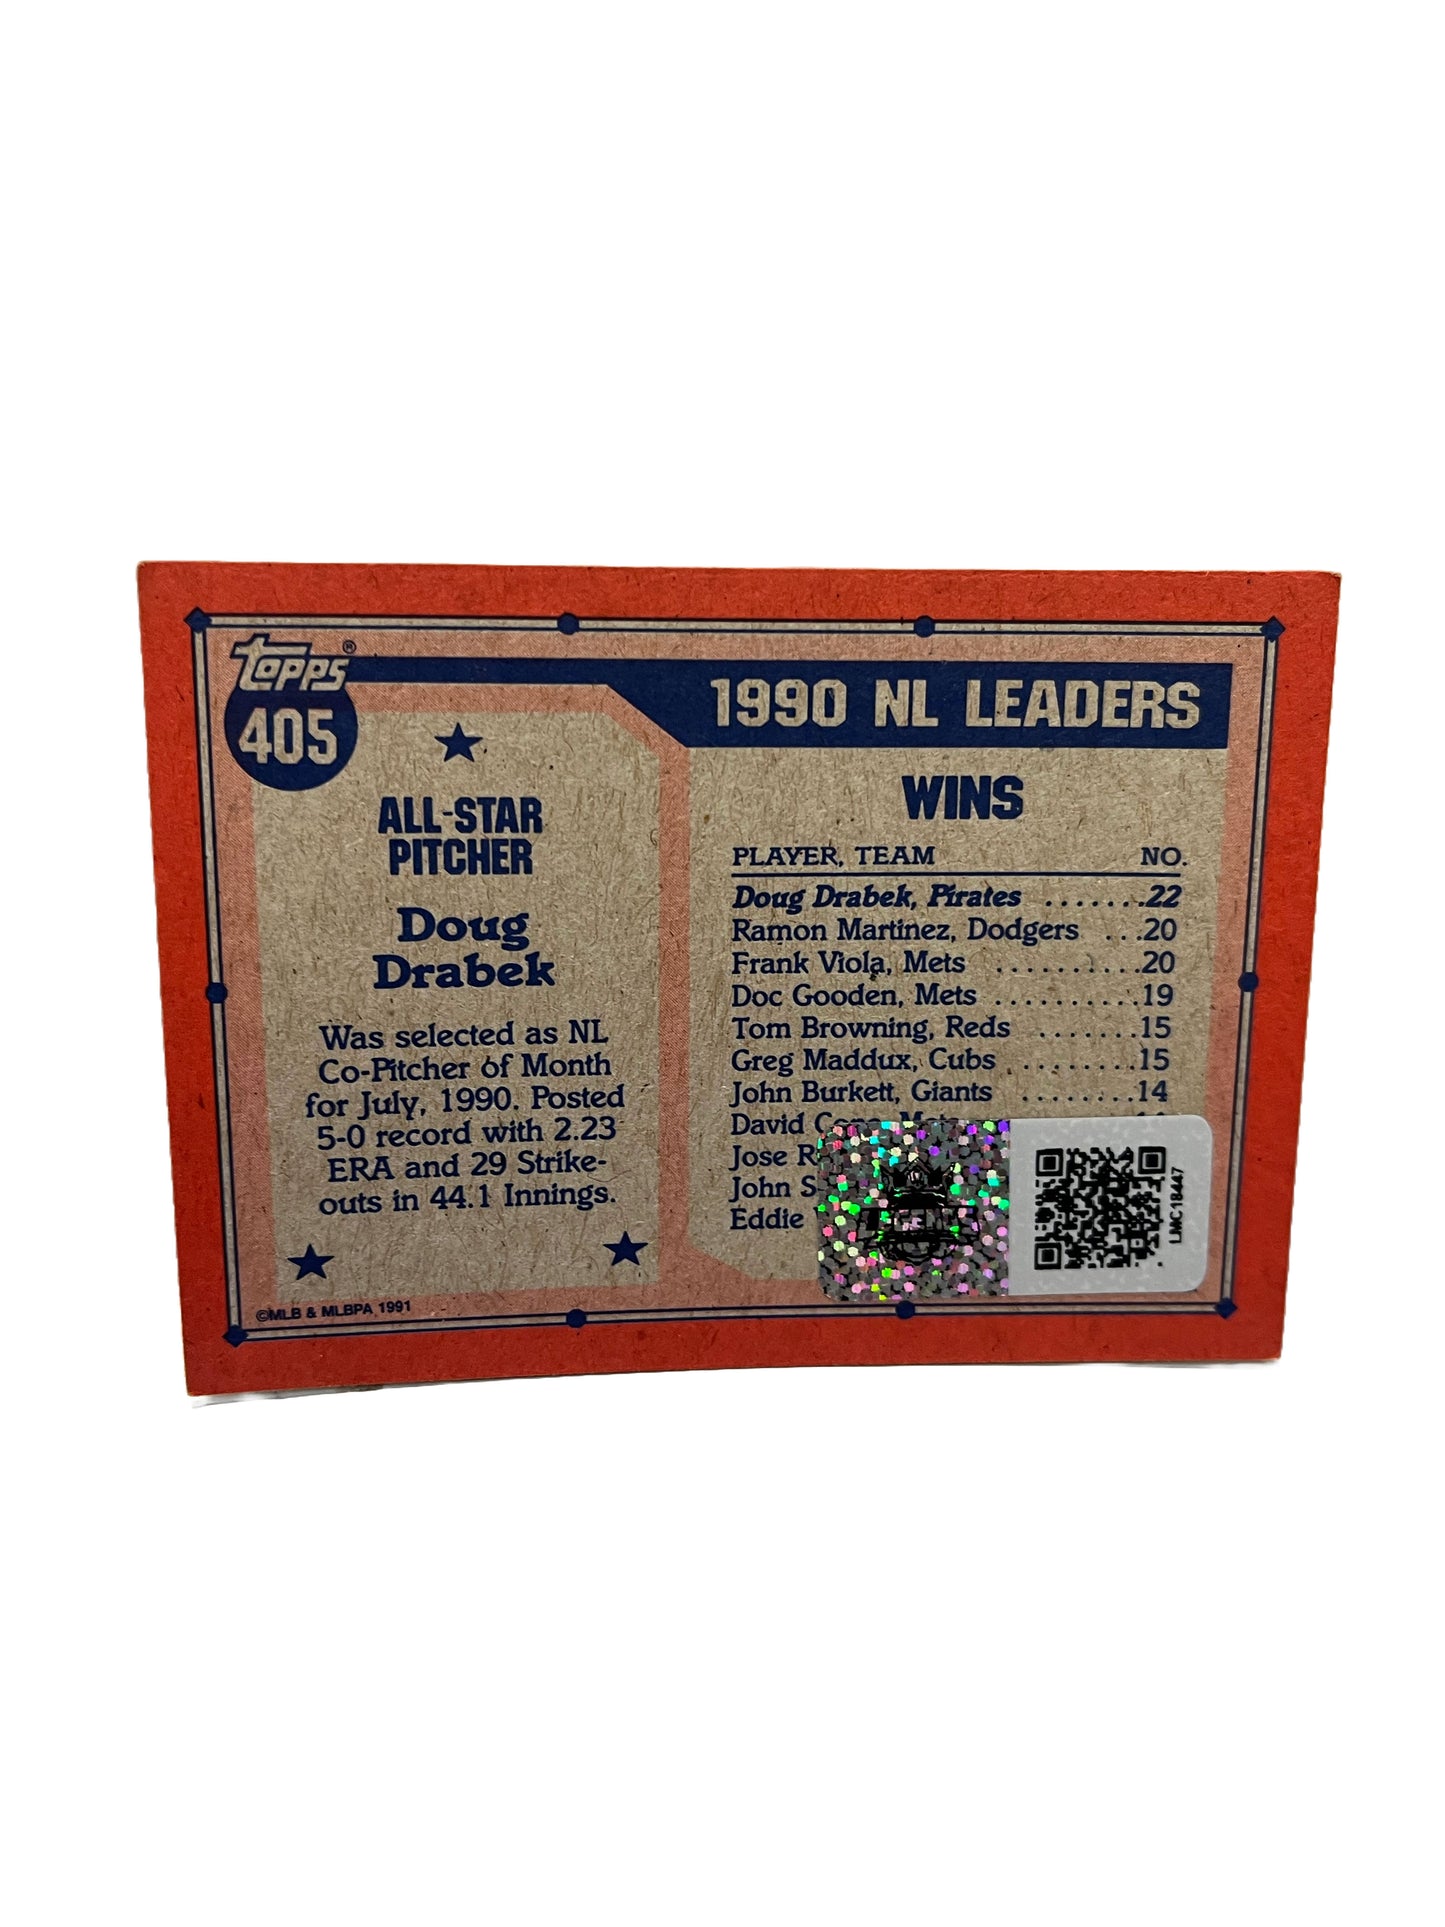 Topps®
405
ALL-STAR
PITCHER
Doug
Drabek
Was selected as NL
Co-Pitcher of Month
for July, 1990. Posted
5-0 record with 2.23
ERA and 29 Strike-
outs in 44.1 Innings.
©MLB & MLBPA 1991
1990 NL LEADERS
WINS
PLAYER, TEAM NO.
Doug Drabek, Pirates .......22
Ramon Martinez, Dodgers ...20
Frank Viola, Mets ..........20
Doc Gooden, Mets ..........19
Tom Browning, Reds .......15
Greg Maddux, Cubs ........15
John Burkett, Giants ........14
David
Jose
John
Eddie
LMC18447